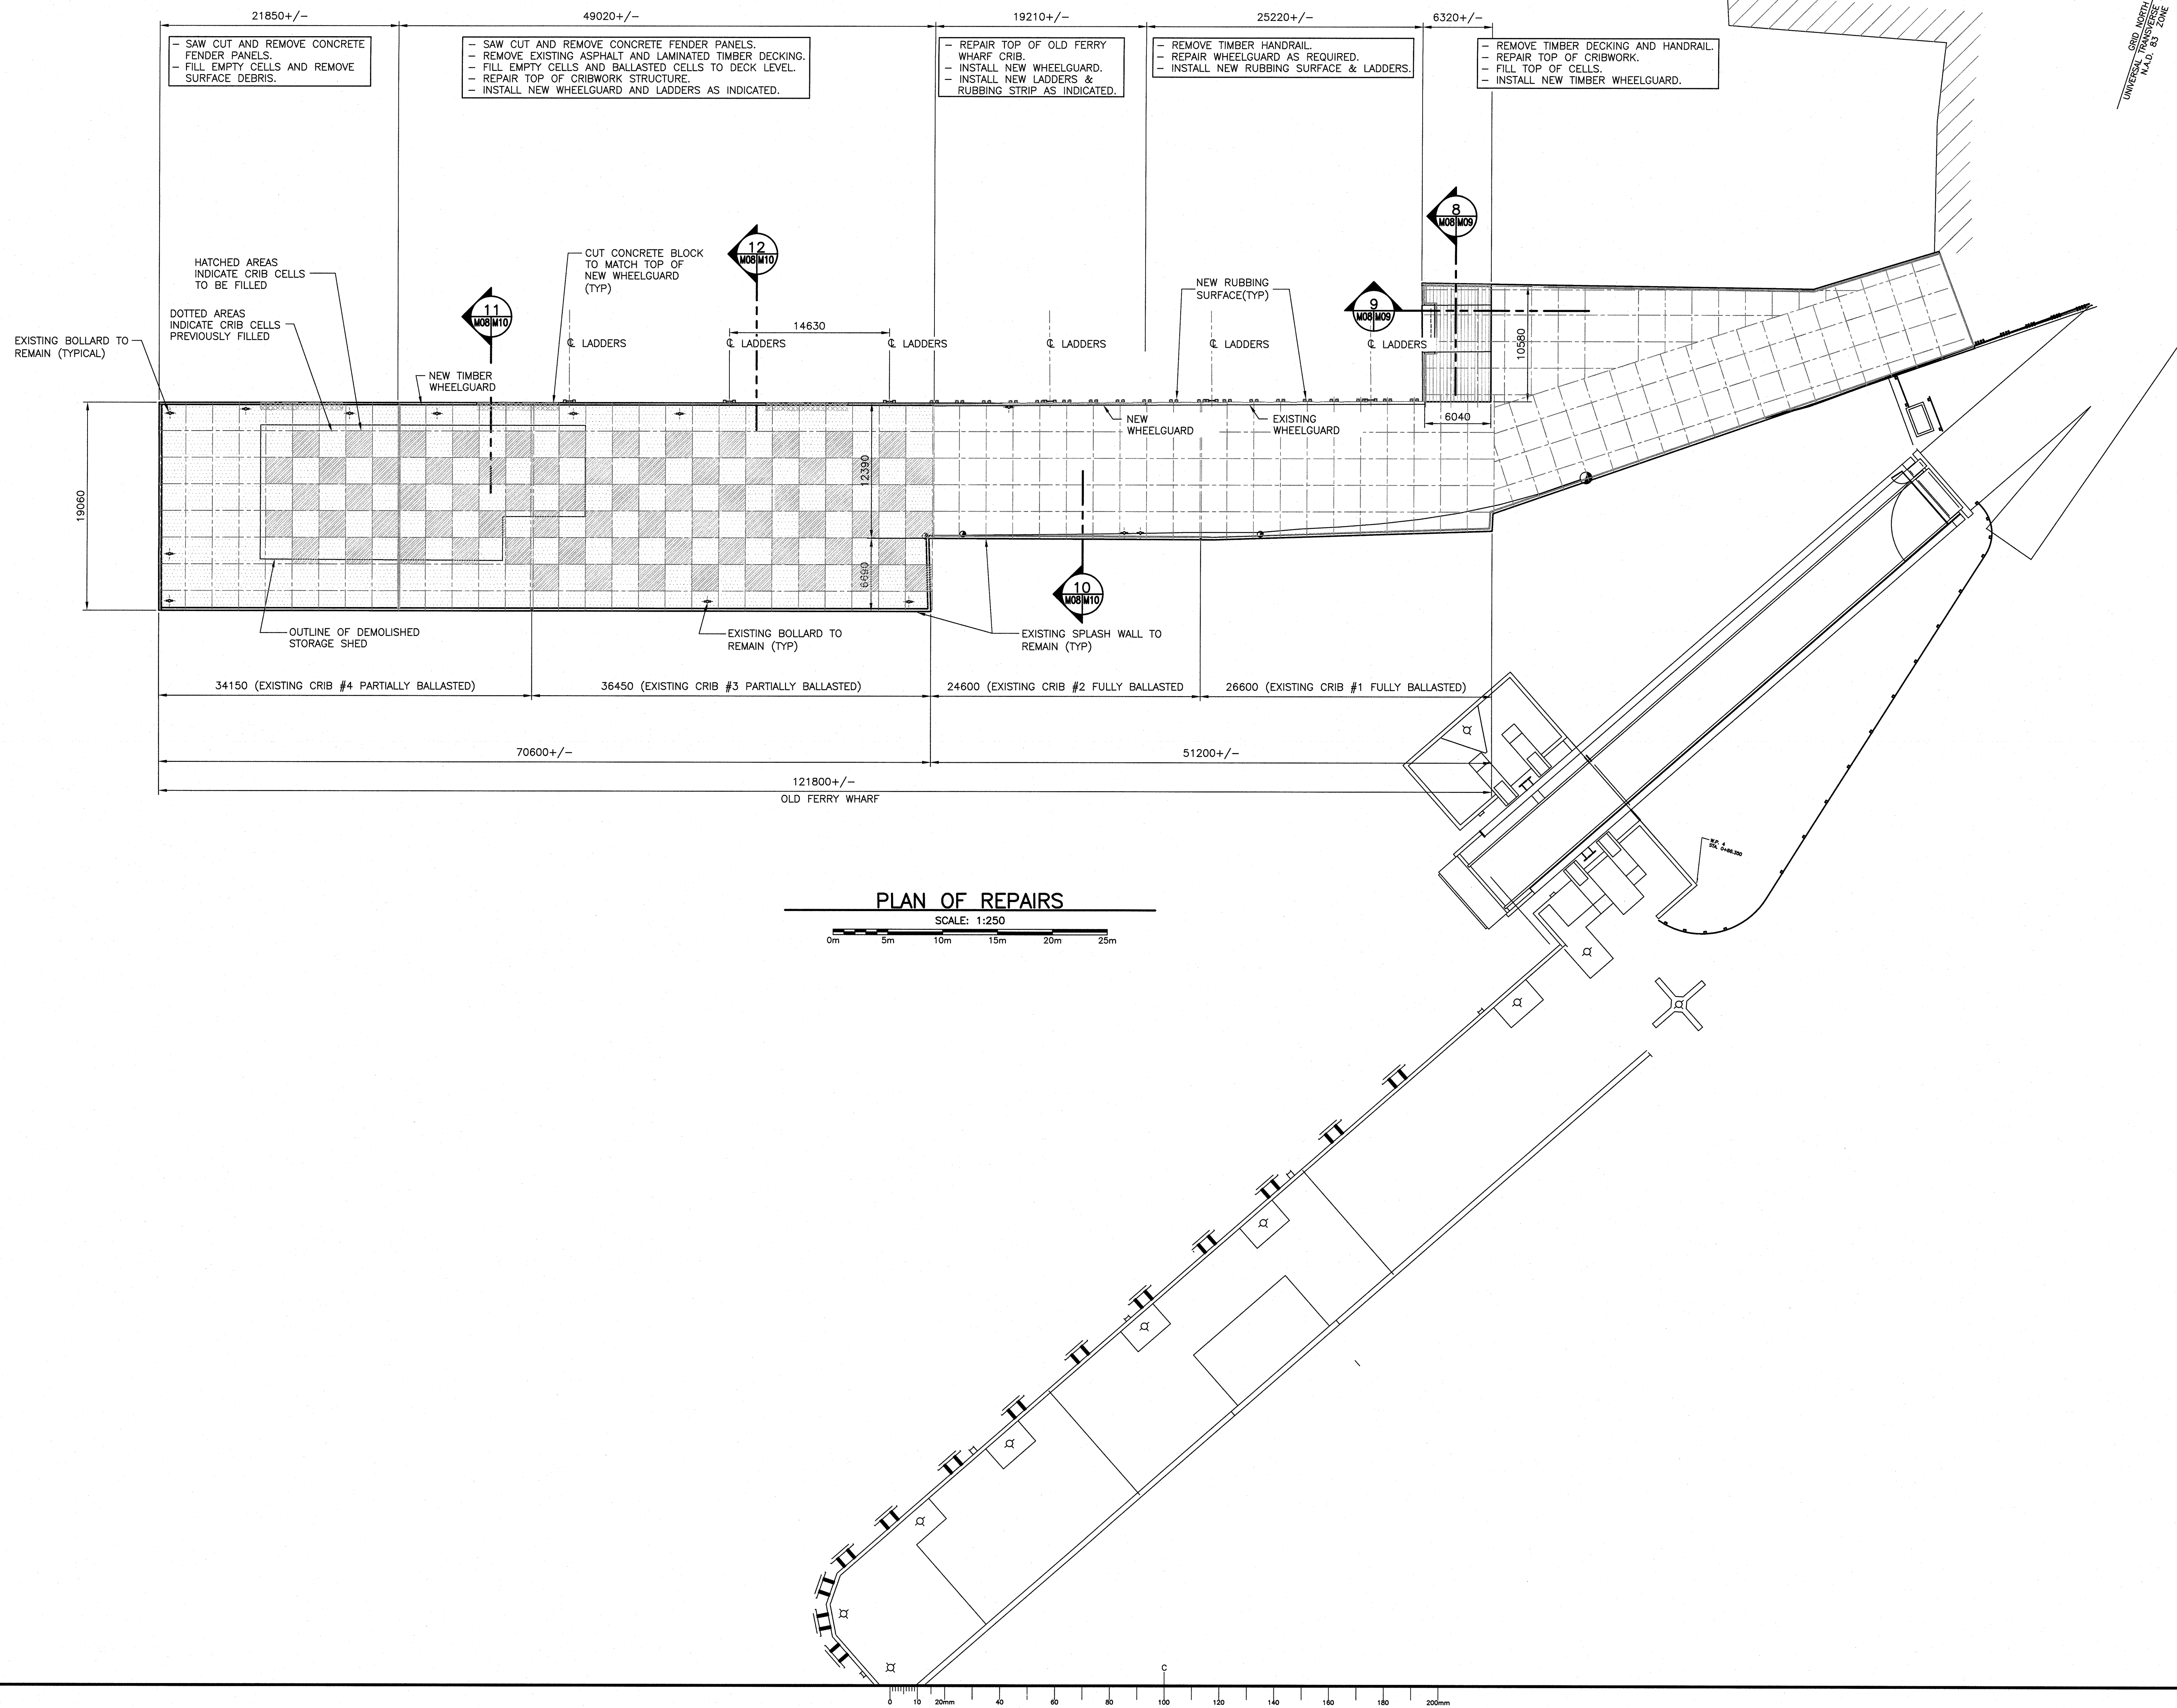 21850+/-
49020+/-
19210+/-
25220+/-
6320+/-
- SAW CUT AND REMOVE CONCRETE
FENDER PANELS.
- FILL EMPTY CELLS AND REMOVE
SURFACE DEBRIS.
- SAW CUT AND REMOVE CONCRETE FENDER PANELS.
- REMOVE EXISTING ASPHALT AND LAMINATED TIMBER DECKING.
- FILL EMPTY CELLS AND BALLASTED CELLS TO DECK LEVEL.
- REPAIR TOP OF CRIBWORK STRUCTURE.
- INSTALL NEW WHEELGUARD AND LADDERS AS INDICATED.
- REPAIR TOP OF OLD FERRY
WHARF CRIB.
- INSTALL NEW WHEELGUARD.
- INSTALL NEW LADDERS &
RUBBING STRIP AS INDICATED.
- REMOVE TIMBER HANDRAIL.
- REPAIR WHEELGUARD AS REQUIRED.
- INSTALL NEW RUBBING SURFACE & LADDERS.
- REMOVE TIMBER DECKING AND HANDRAIL.
- REPAIR TOP OF CRIBWORK.
- FILL TOP OF CELLS.
- INSTALL NEW TIMBER WHEELGUARD.
GRID NORTH
UNIVERSAL TRANSVERSE
N.A.D. 83 ZONE
8
M08 M09
12
M08 M10
CUT CONCRETE BLOCK
TO MATCH TOP OF
NEW WHEELGUARD
(TYP)
HATCHED AREAS
INDICATE CRIB CELLS
TO BE FILLED
NEW RUBBING
SURFACE(TYP)
9
M08 M09
11
M08 M10
DOTTED AREAS
INDICATE CRIB CELLS
PREVIOUSLY FILLED
14630
EXISTING BOLLARD TO
REMAIN (TYPICAL)
℄ LADDERS
℄ LADDERS
℄ LADDERS
℄ LADDERS
℄ LADDERS
℄ LADDERS
10580
NEW TIMBER
WHEELGUARD
NEW
WHEELGUARD
EXISTING
WHEELGUARD
6040
19060
12390
6690
10
M08 M10
OUTLINE OF DEMOLISHED
STORAGE SHED
EXISTING BOLLARD TO
REMAIN (TYP)
EXISTING SPLASH WALL TO
REMAIN (TYP)
34150 (EXISTING CRIB #4 PARTIALLY BALLASTED)
36450 (EXISTING CRIB #3 PARTIALLY BALLASTED)
24600 (EXISTING CRIB #2 FULLY BALLASTED
26600 (EXISTING CRIB #1 FULLY BALLASTED)
70600+/-
51200+/-
121800+/-
OLD FERRY WHARF
W.P. 4
PLAN OF REPAIRS
SCALE: 1:250
0m 5m 10m 15m 20m 25m
C
0 10 20mm 40 60 80 100 120 140 160 180 200mm